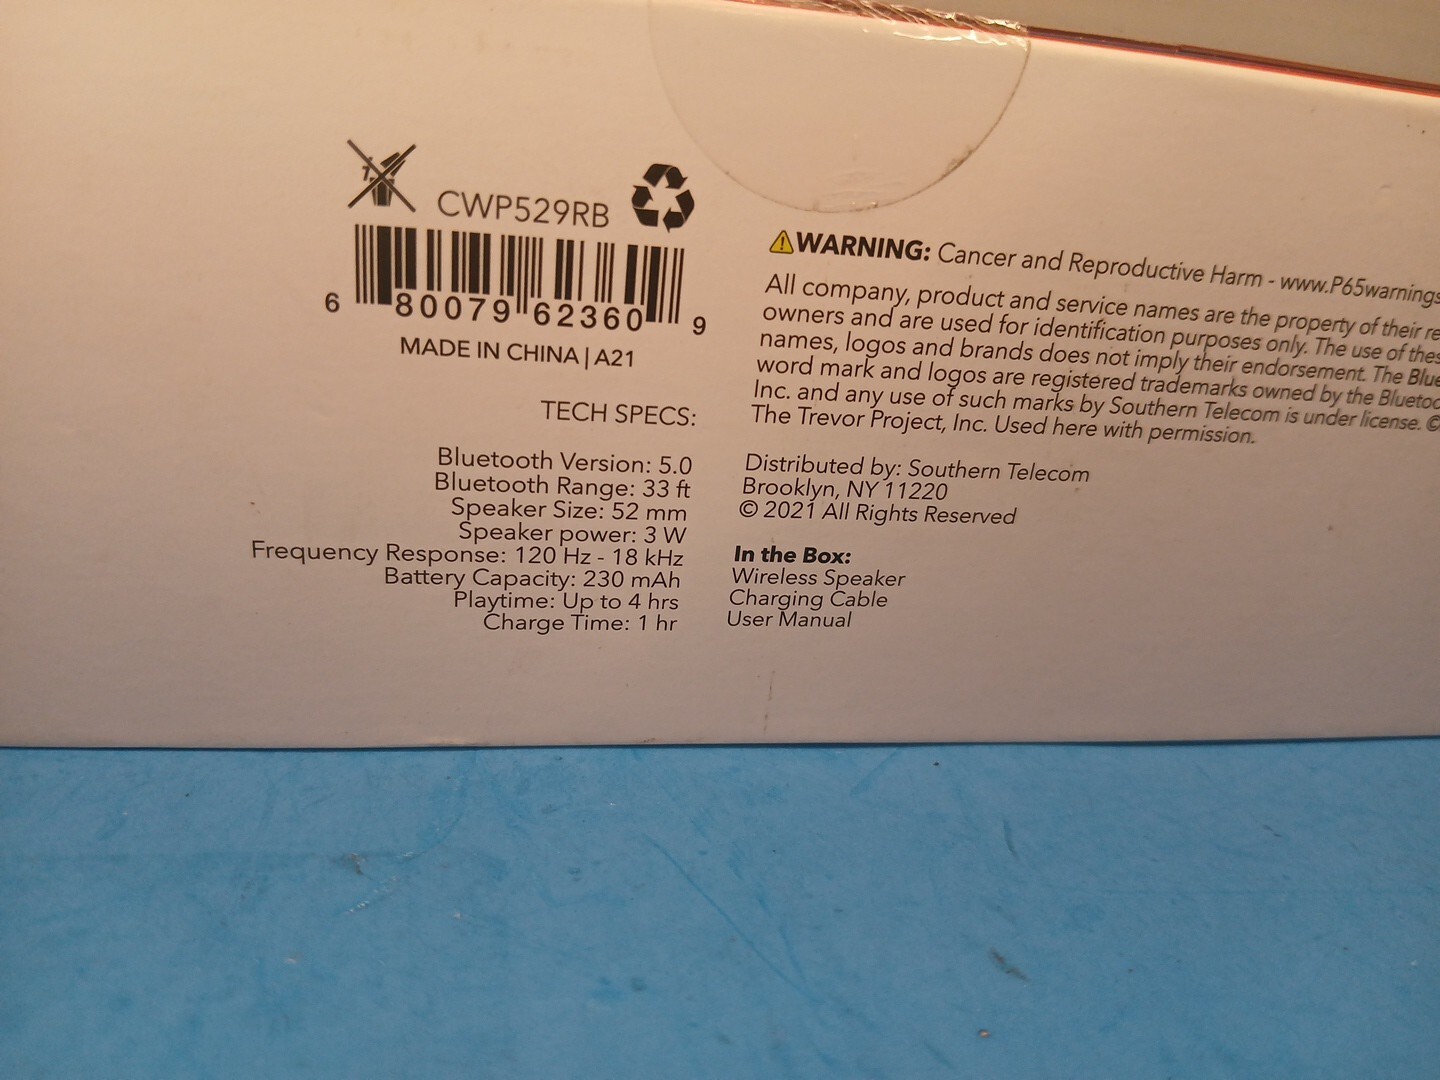 CWP529RB
6 80079 62360 9
MADE IN CHINA | A21
TECH SPECS:
Bluetooth Version: 5.0
Bluetooth Range: 33 ft
Speaker Size: 52 mm
Speaker power: 3 W
Frequency Response: 120 Hz - 18 kHz
Battery Capacity: 230 mAh
Playtime: Up to 4 hrs
Charge Time: 1 hr
WARNING: Cancer and Reproductive Harm - www.P65warnings
All company, product and service names are the property of their re
owners and are used for identification purposes only. The use of thes
names, logos and brands does not imply their endorsement. The Blue
word mark and logos are registered trademarks owned by the Bluetoo
Inc. and any use of such marks by Southern Telecom is under license. ©
The Trevor Project, Inc. Used here with permission.
Distributed by: Southern Telecom
Brooklyn, NY 11220
© 2021 All Rights Reserved
In the Box:
Wireless Speaker
Charging Cable
User Manual